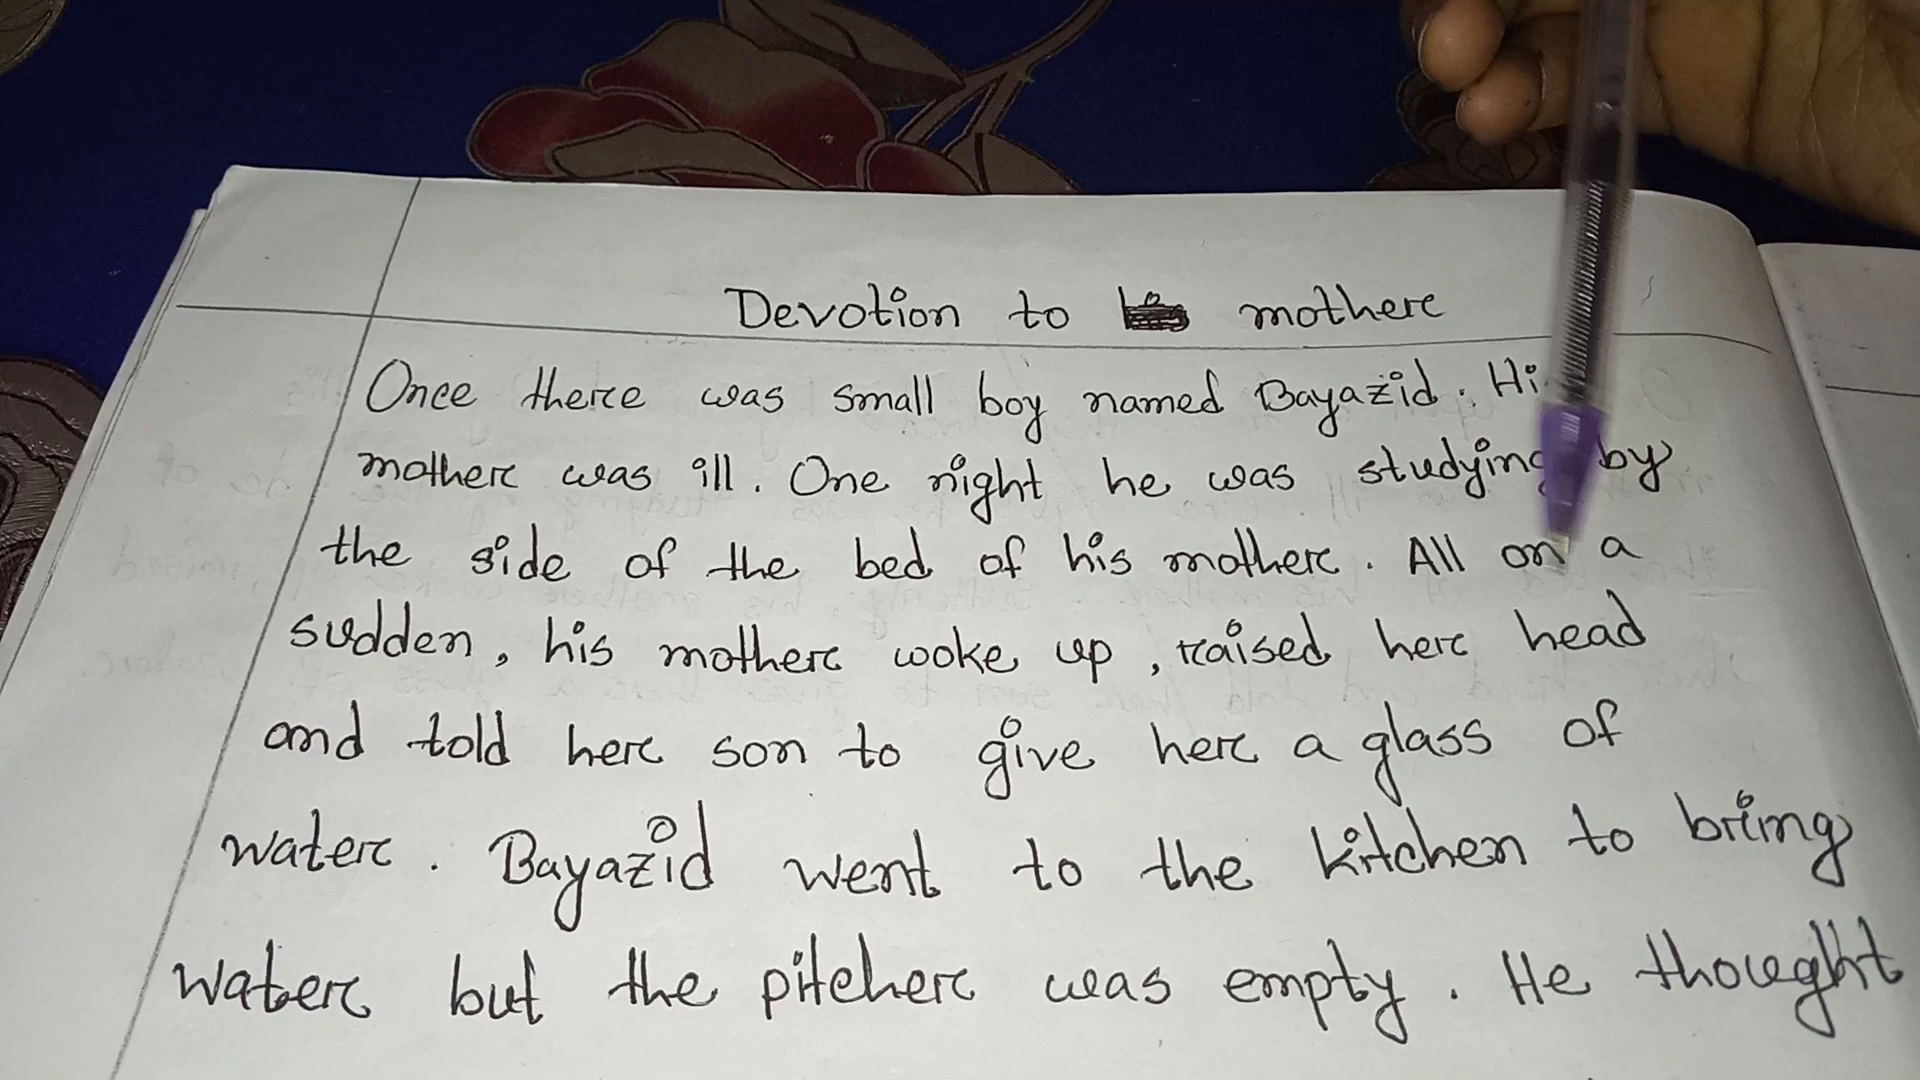 Devotion to mother
Once there was small boy named Bayazid. Hi
mother was ill. One night he was studying by
the side of the bed of his mother. All on a
sudden, his mother woke up, raised her head
and told her son to give her a glass of
water. Bayazid went to the kitchen to bring
water but the pitcher was empty. He thought